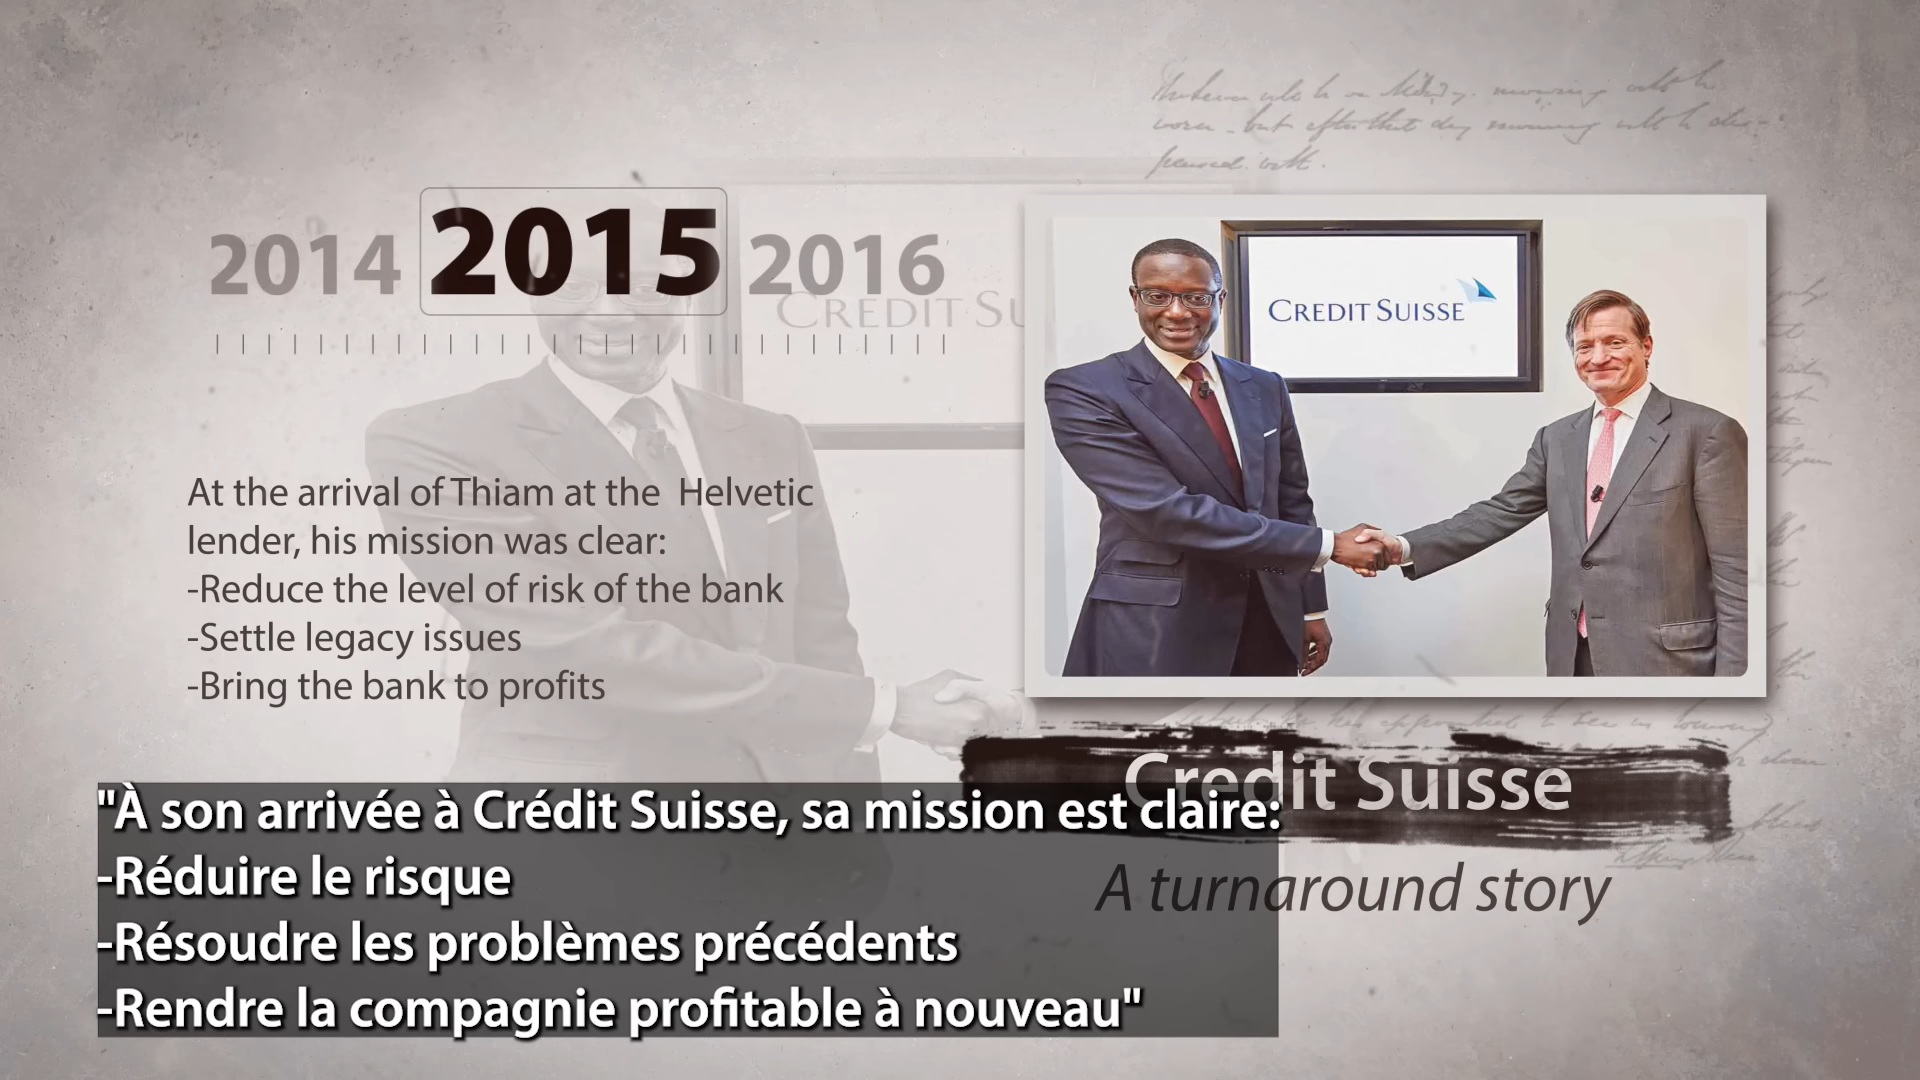 2014 2015 2016
CREDIT SUISSE
At the arrival of Thiam at the Helvetic
lender, his mission was clear:
-Reduce the level of risk of the bank
-Settle legacy issues
-Bring the bank to profits
Credit Suisse
A turnaround story
"À son arrivée à Crédit Suisse, sa mission est claire:
-Réduire le risque
-Résoudre les problèmes précédents
-Rendre la compagnie profitable à nouveau"